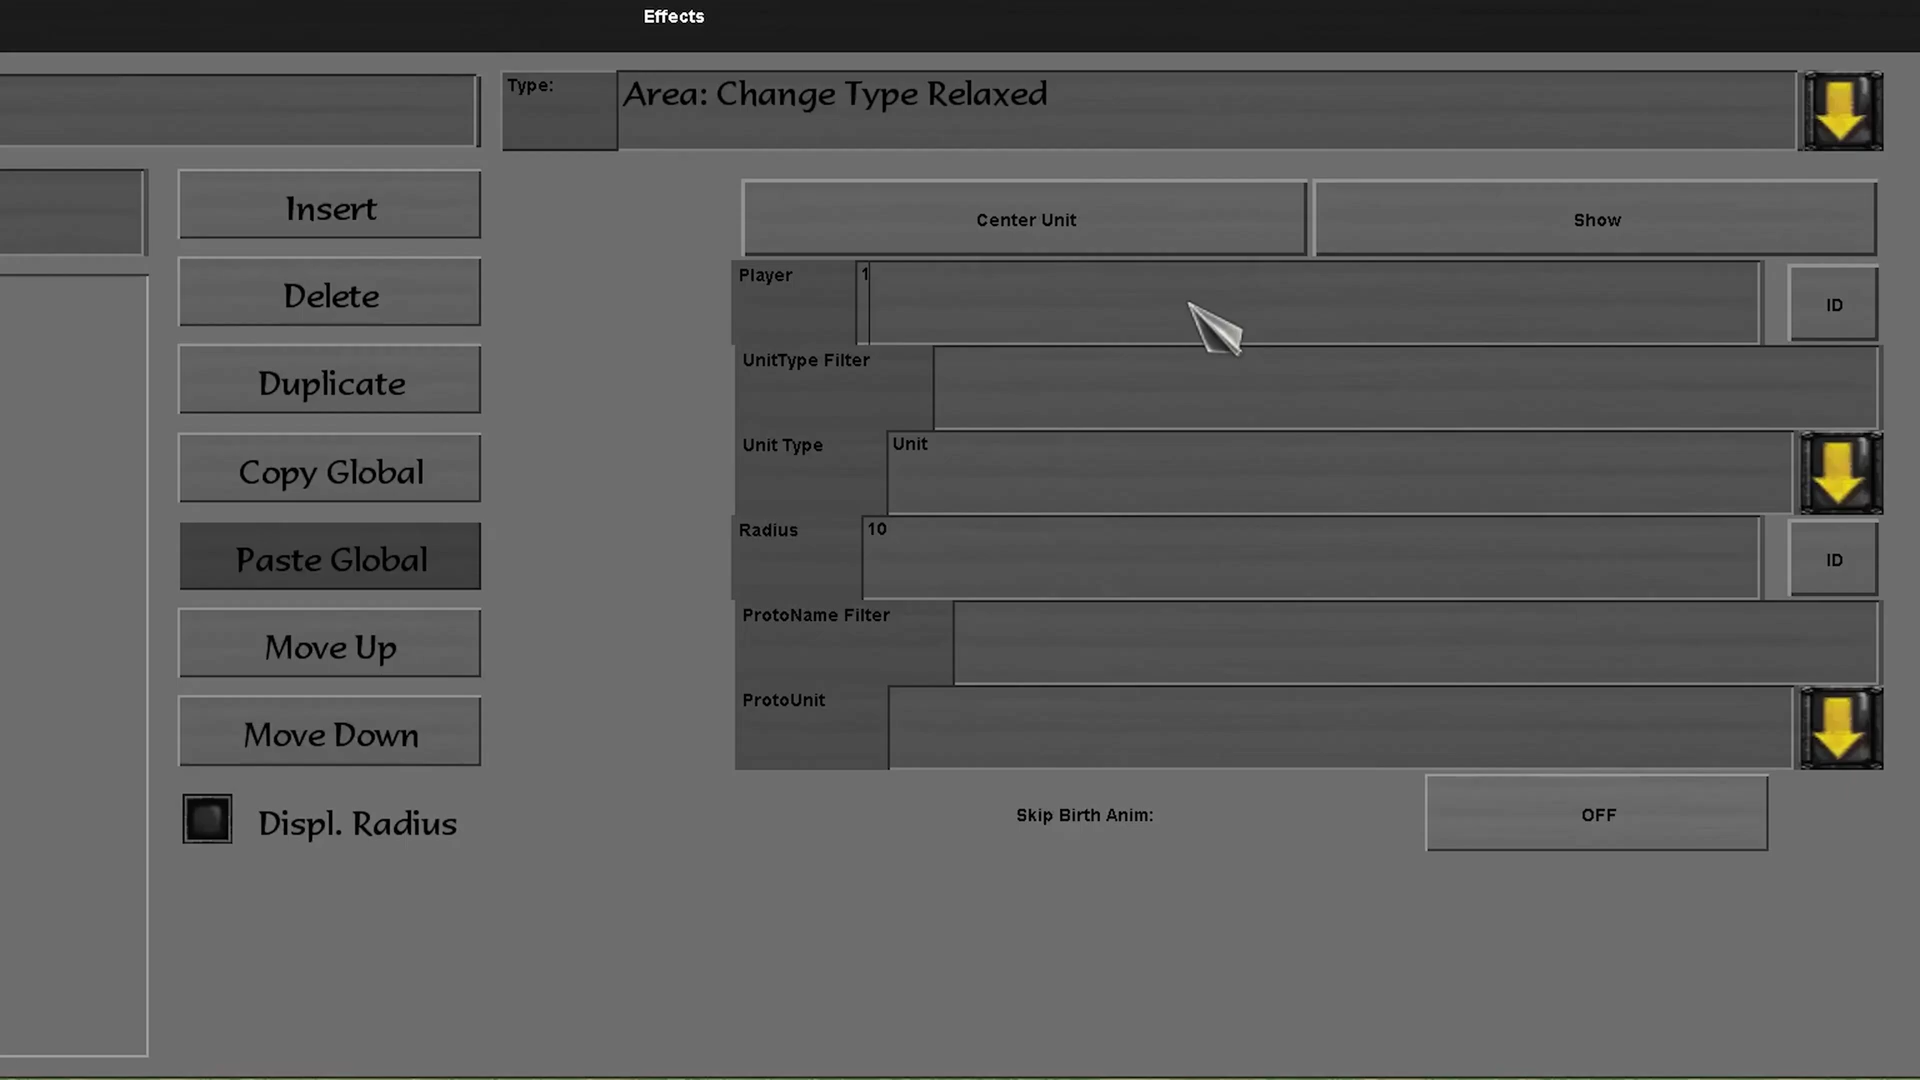 Effects
Type:
Area: Change Type Relaxed
Insert
Delete
Duplicate
Copy Global
Paste Global
Move Up
Move Down
Displ. Radius
Center Unit
Show
Player
1
ID
UnitType Filter
Unit Type
Unit
Radius
10
ID
ProtoName Filter
ProtoUnit
Skip Birth Anim:
OFF